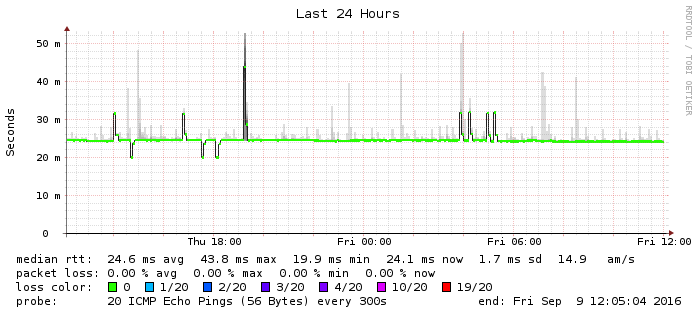 Last 24 Hours
RRDTOOL / TOBI OETIKER
Seconds
50 m
40 m
30 m
20 m
10 m
0
Thu 18:00 Fri 00:00 Fri 06:00 Fri 12:00
median rtt: 24.6 ms avg 43.8 ms max 19.9 ms min 24.1 ms now 1.7 ms sd 14.9 am/s
packet loss: 0.00 % avg 0.00 % max 0.00 % min 0.00 % now
loss color: 0 1/20 2/20 3/20 4/20 10/20 19/20
probe: 20 ICMP Echo Pings (56 Bytes) every 300s end: Fri Sep 9 12:05:04 2016